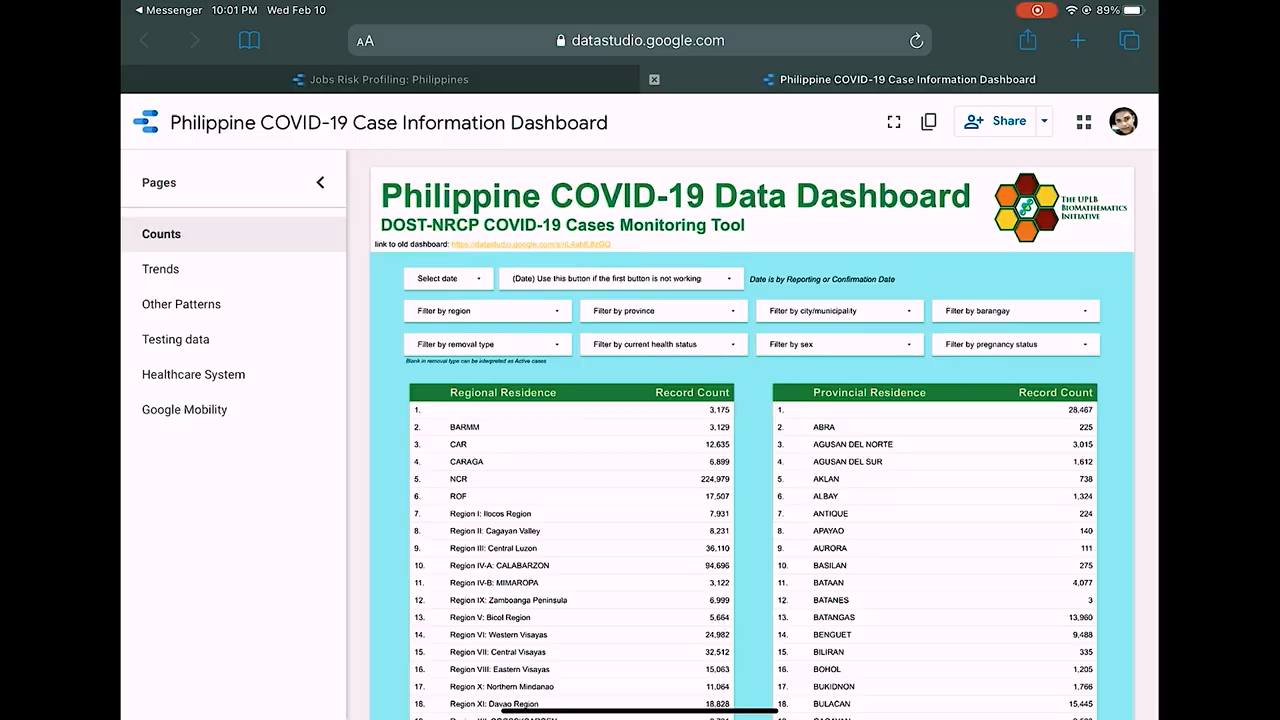 Messenger 10:01 PM Wed Feb 10 89%
AA datastudio.google.com
Jobs Risk Profiling: Philippines Philippine COVID-19 Case Information Dashboard
Philippine COVID-19 Case Information Dashboard Share
Pages
Counts
Trends
Other Patterns
Testing data
Healthcare System
Google Mobility
Philippine COVID-19 Data Dashboard
DOST-NRCP COVID-19 Cases Monitoring Tool
THE UPLB
BIOMATHEMATICS
INITIATIVE
link to old dashboard:
Select date (Date) Use this button if the first button is not working Date is by Reporting or Confirmation Date
Filter by region Filter by province Filter by city/municipality Filter by barangay
Filter by removal type Filter by current health status Filter by sex Filter by pregnancy status
Blank in removal type can be interpreted as Active cases
Regional Residence Record Count
1. 3,175
2. BARMM 3,129
3. CAR 12,635
4. CARAGA 6,899
5. NCR 224,979
6. ROF 17,507
7. Region I: Ilocos Region 7,931
8. Region II: Cagayan Valley 8,231
9. Region III: Central Luzon 36,110
10. Region IV-A: CALABARZON 94,696
11. Region IV-B: MIMAROPA 3,122
12. Region IX: Zamboanga Peninsula 6,999
13. Region V: Bicol Region 5,664
14. Region VI: Western Visayas 24,982
15. Region VII: Central Visayas 32,512
16. Region VIII: Eastern Visayas 15,063
17. Region X: Northern Mindanao 11,064
18. Region XI: Davao Region 18,828
Provincial Residence Record Count
1. 28,467
2. ABRA 225
3. AGUSAN DEL NORTE 3,015
4. AGUSAN DEL SUR 1,612
5. AKLAN 738
6. ALBAY 1,324
7. ANTIQUE 224
8. APAYAO 140
9. AURORA 111
10. BASILAN 275
11. BATAAN 4,077
12. BATANES 3
13. BATANGAS 13,960
14. BENGUET 9,488
15. BILIRAN 335
16. BOHOL 1,205
17. BUKIDNON 1,766
18. BULACAN 15,445